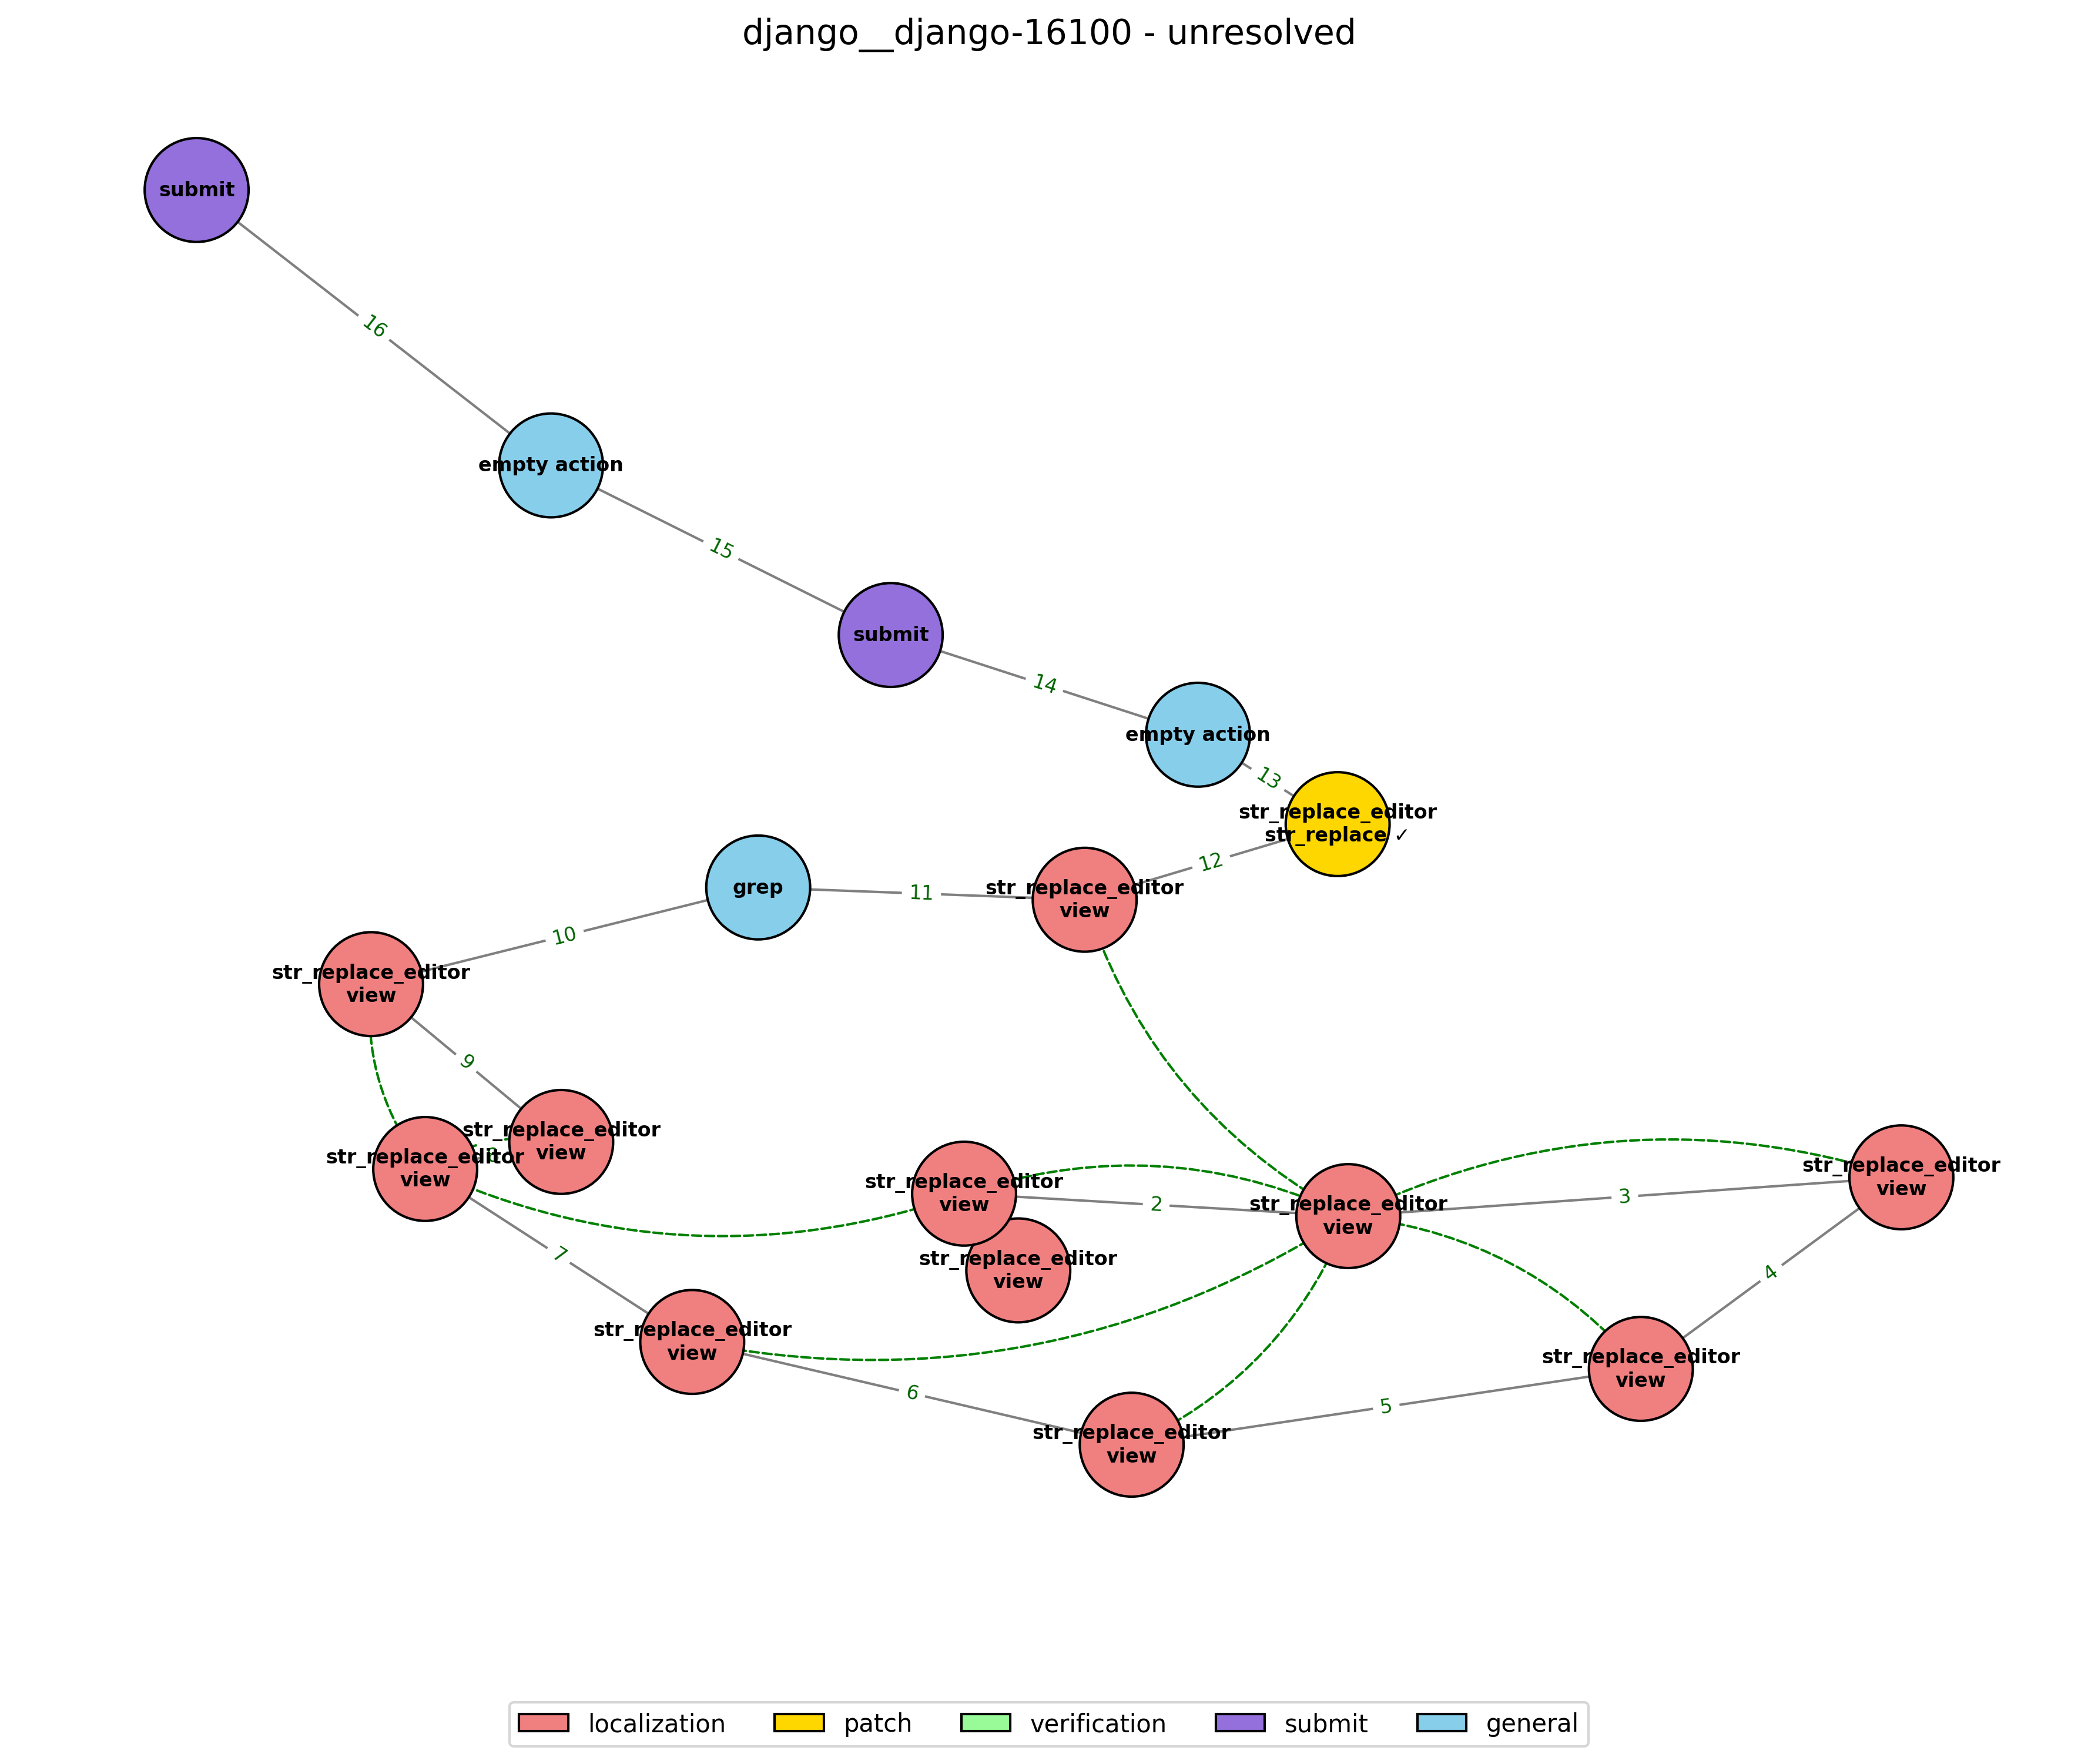 django__django-16100 - unresolved
submit
16
empty action
15
submit
14
empty action
13
str_replace_editor
str_replace ✓
12
grep
11
str_replace_editor
view
10
str_replace_editor
view
9
str_replace_editor
view
str_replace_editor
view
str_replace_editor
view
2
str_replace_editor
view
3
str_replace_editor
view
str_replace_editor
view
7
4
str_replace_editor
view
6
5
str_replace_editor
view
str_replace_editor
view
localization
patch
verification
submit
general